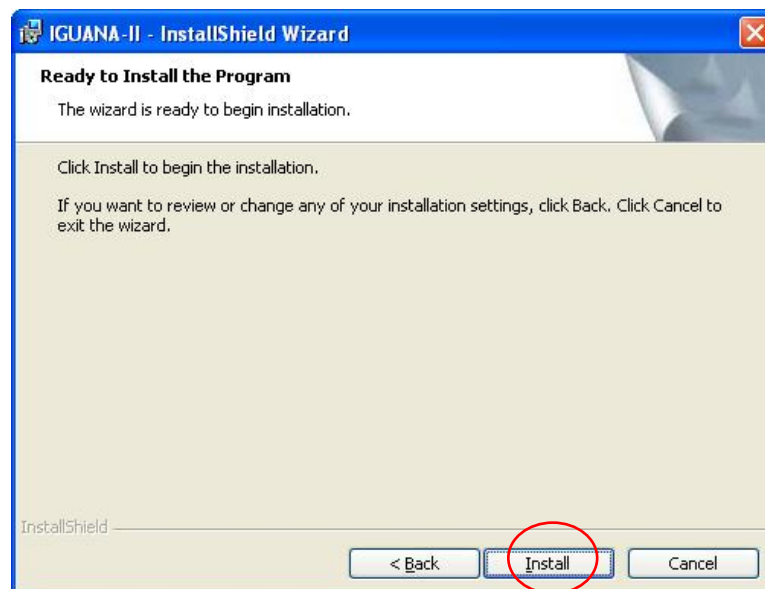 IGUANA-II - InstallShield Wizard
Ready to Install the Program
The wizard is ready to begin installation.
Click Install to begin the installation.
If you want to review or change any of your installation settings, click Back. Click Cancel to
exit the wizard.
InstallShield
< Back Install Cancel